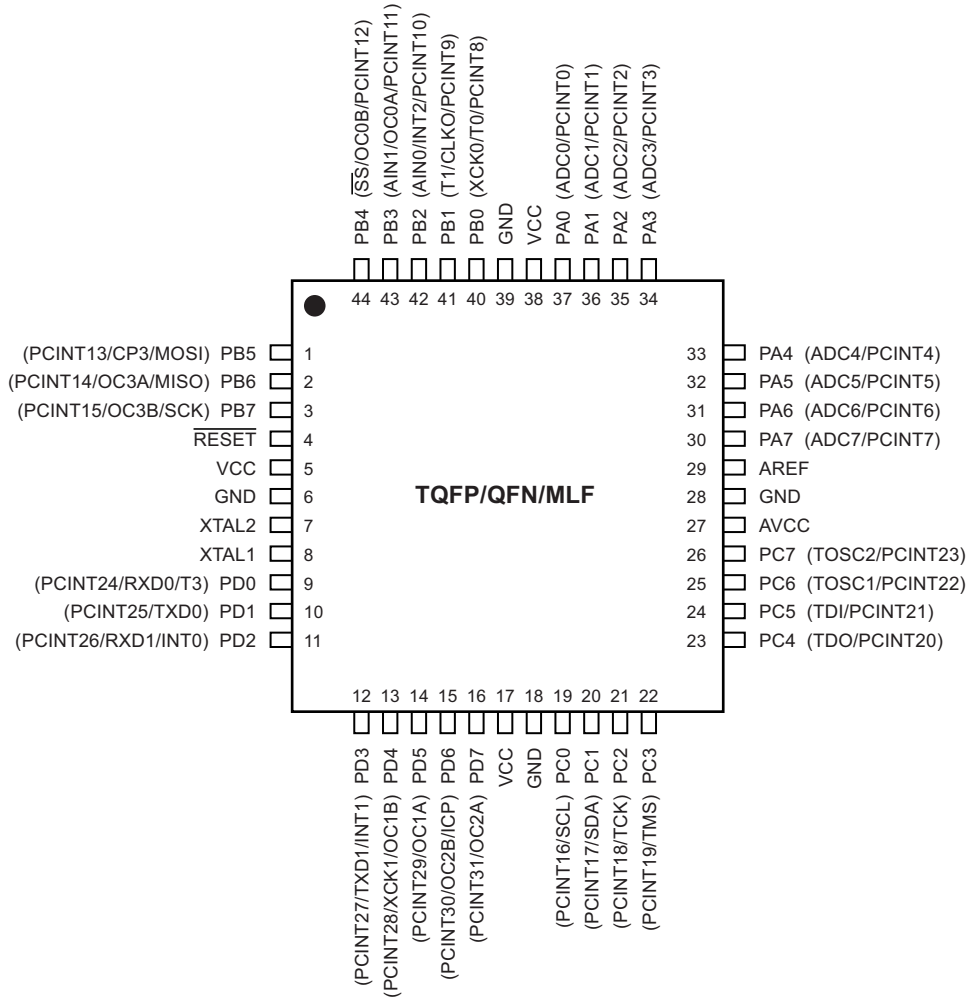 PB4 (SS/OC0B/PCINT12)
PB3 (AIN1/OC0A/PCINT11)
PB2 (AIN0/INT2/PCINT10)
PB1 (T1/CLKO/PCINT9)
PB0 (XCK0/T0/PCINT8)
GND
VCC
PA0 (ADC0/PCINT0)
PA1 (ADC1/PCINT1)
PA2 (ADC2/PCINT2)
PA3 (ADC3/PCINT3)
44 43 42 41 40 39 38 37 36 35 34
(PCINT13/CP3/MOSI) PB5 1
(PCINT14/OC3A/MISO) PB6 2
(PCINT15/OC3B/SCK) PB7 3
RESET 4
VCC 5
GND 6
XTAL2 7
XTAL1 8
(PCINT24/RXD0/T3) PD0 9
(PCINT25/TXD0) PD1 10
(PCINT26/RXD1/INT0) PD2 11
TQFP/QFN/MLF
33 PA4 (ADC4/PCINT4)
32 PA5 (ADC5/PCINT5)
31 PA6 (ADC6/PCINT6)
30 PA7 (ADC7/PCINT7)
29 AREF
28 GND
27 AVCC
26 PC7 (TOSC2/PCINT23)
25 PC6 (TOSC1/PCINT22)
24 PC5 (TDI/PCINT21)
23 PC4 (TDO/PCINT20)
12 13 14 15 16 17 18 19 20 21 22
(PCINT27/TXD1/INT1) PD3
(PCINT28/XCK1/OC1B) PD4
(PCINT29/OC1A) PD5
(PCINT30/OC2B/ICP) PD6
(PCINT31/OC2A) PD7
VCC
GND
(PCINT16/SCL) PC0
(PCINT17/SDA) PC1
(PCINT18/TCK) PC2
(PCINT19/TMS) PC3